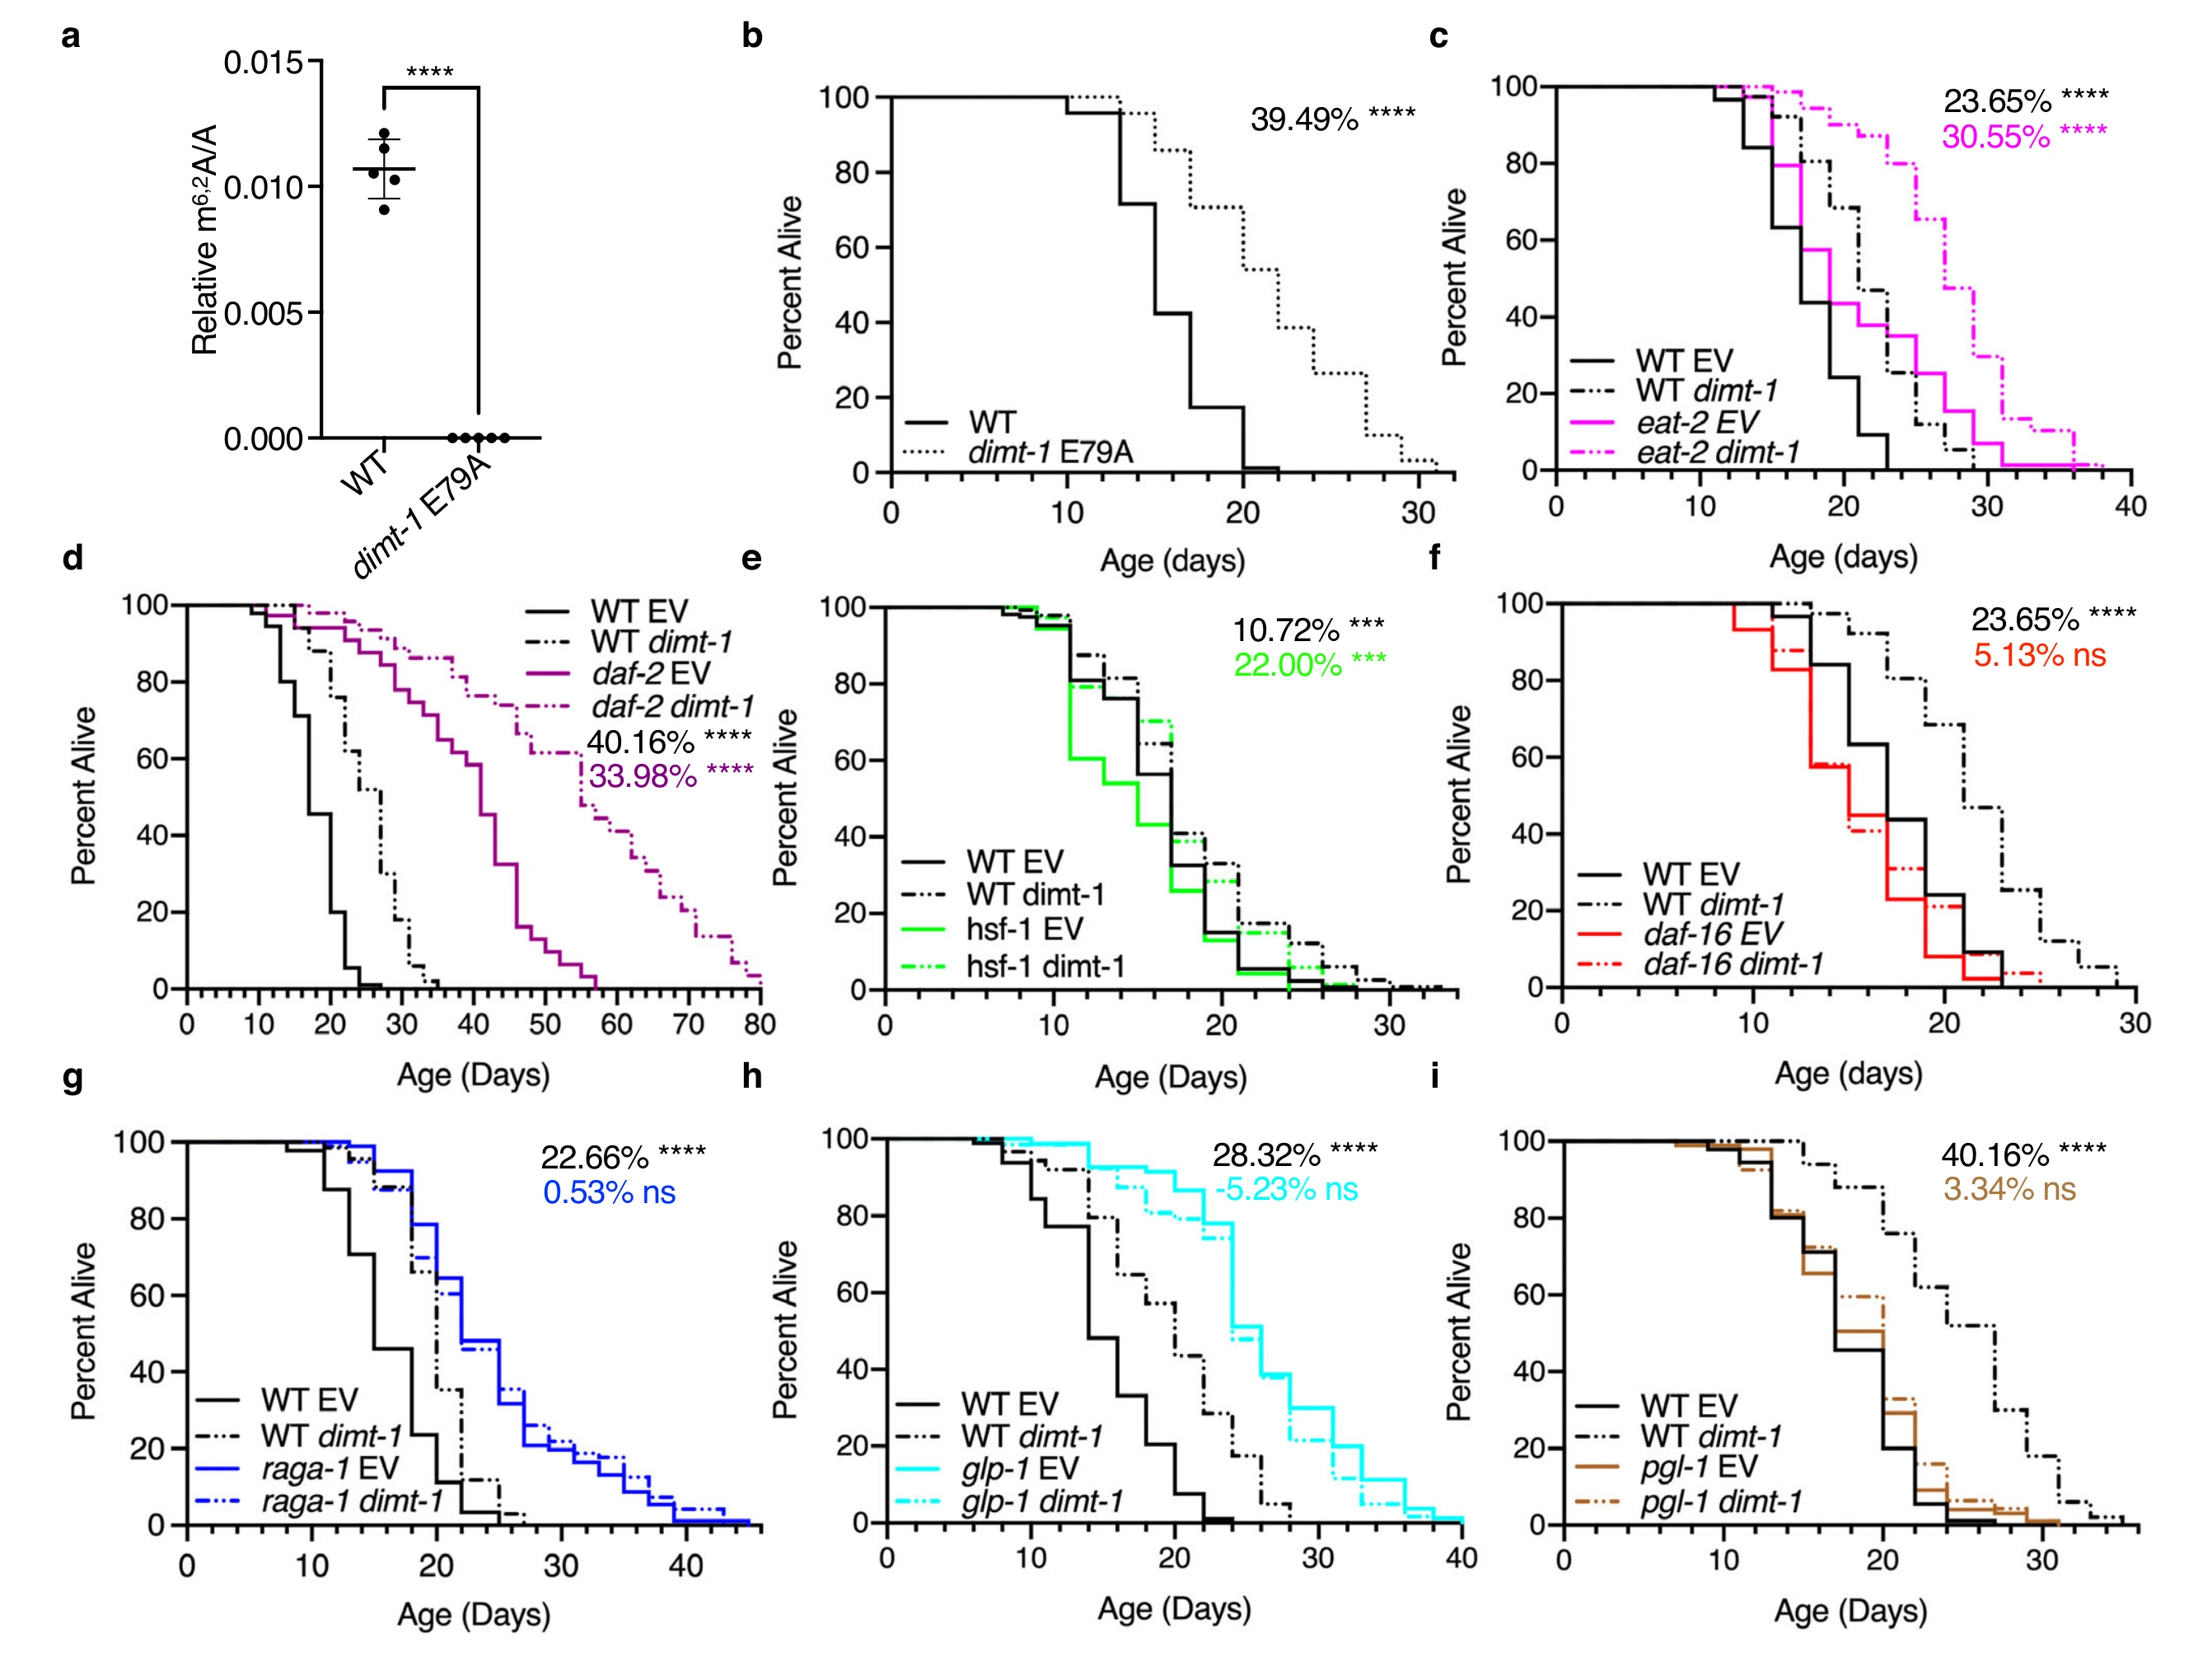 a
0.015
0.010
0.005
0.000
Relative m6,2A/A
****
WT
dimt-1 E79A
b
100
80
60
40
20
0
Percent Alive
39.49% ****
WT
dimt-1 E79A
0 10 20 30
Age (days)
c
100
80
60
40
20
0
Percent Alive
23.65% ****
30.55% ****
WT EV
WT dimt-1
eat-2 EV
eat-2 dimt-1
0 10 20 30 40
Age (days)
d
100
80
60
40
20
0
Percent Alive
WT EV
WT dimt-1
daf-2 EV
daf-2 dimt-1
40.16% ****
33.98% ****
0 10 20 30 40 50 60 70 80
Age (Days)
e
100
80
60
40
20
0
Percent Alive
10.72% ***
22.00% ***
WT EV
WT dimt-1
hsf-1 EV
hsf-1 dimt-1
0 10 20 30
Age (Days)
f
100
80
60
40
20
0
Percent Alive
23.65% ****
5.13% ns
WT EV
WT dimt-1
daf-16 EV
daf-16 dimt-1
0 10 20 30
Age (days)
g
100
80
60
40
20
0
Percent Alive
22.66% ****
0.53% ns
WT EV
WT dimt-1
raga-1 EV
raga-1 dimt-1
0 10 20 30 40
Age (Days)
h
100
80
60
40
20
0
Percent Alive
28.32% ****
-5.23% ns
WT EV
WT dimt-1
glp-1 EV
glp-1 dimt-1
0 10 20 30 40
Age (Days)
i
100
80
60
40
20
0
Percent Alive
40.16% ****
3.34% ns
WT EV
WT dimt-1
pgl-1 EV
pgl-1 dimt-1
0 10 20 30
Age (Days)